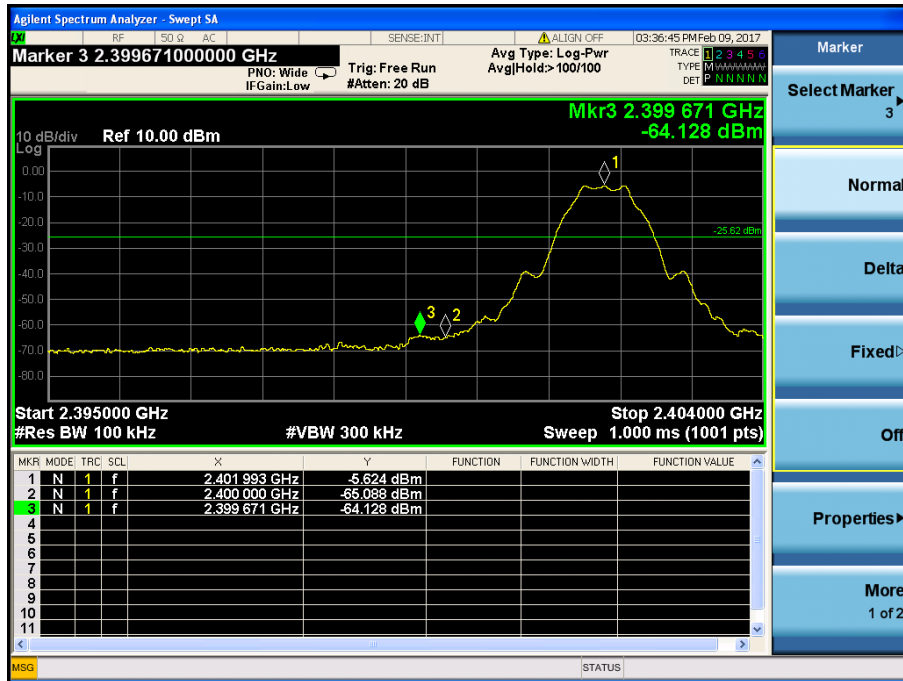 Agilent Spectrum Analyzer - Swept SA
LXI RF 50 Ω AC SENSE:INT ALIGN OFF 03:36:45 PM Feb 09, 2017
Marker 3 2.399671000000 GHz
PNO: Wide
IFGain:Low
Trig: Free Run
#Atten: 20 dB
Avg Type: Log-Pwr
Avg|Hold:> 100/100
TRACE 1 2 3 4 5 6
TYPE M W W W W W
DET P N N N N N
Mkr3 2.399 671 GHz
-64.128 dBm
10 dB/div Ref 10.00 dBm
Log
0.00
-10.0
-20.0
-25.62 dBm
-30.0
-40.0
-50.0
-60.0
-70.0
-80.0
1
3
2
Start 2.395000 GHz Stop 2.404000 GHz
#Res BW 100 kHz #VBW 300 kHz Sweep 1.000 ms (1001 pts)
MKR MODE TRC SCL X Y FUNCTION FUNCTION WIDTH FUNCTION VALUE
1 N 1 f 2.401 993 GHz -5.624 dBm
2 N 1 f 2.400 000 GHz -65.088 dBm
3 N 1 f 2.399 671 GHz -64.128 dBm
4
5
6
7
8
9
10
11
MSG STATUS
Marker
Select Marker
3
Normal
Delta
Fixed
Off
Properties
More
1 of 2